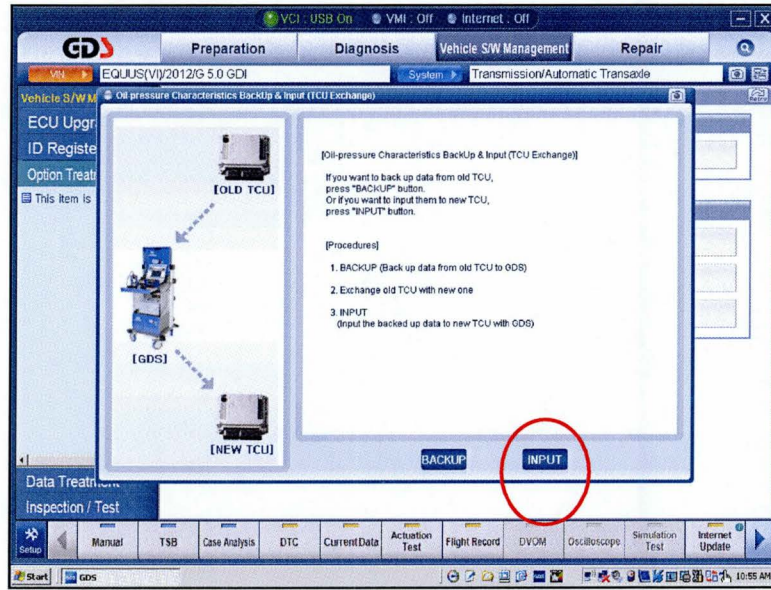 VCI : USB On VMI : Off Internet : Off
GDS Preparation Diagnosis Vehicle S/W Management Repair
VIN EQUUS(VI)/2012/G 5.0 GDI System Transmission/Automatic Transaxle
Vehicle S/W M
Oil-pressure Characteristics BackUp & Input (TCU Exchange)
ECU Upgr
ID Registe
Option Treat
This item is
[OLD TCU]
[GDS]
[NEW TCU]
[Oil-pressure Characteristics BackUp & Input (TCU Exchange)]
If you want to back up data from old TCU,
press "BACKUP" button.
Or if you want to input them to new TCU,
press "INPUT" button.
[Procedures]
1. BACKUP (Back up data from old TCU to GDS)
2. Exchange old TCU with new one
3. INPUT
(Input the backed up data to new TCU with GDS)
BACKUP INPUT
Data Treatment
Inspection / Test
Setup Manual TSB Case Analysis DTC Current Data Actuation Test Flight Record DVOM Oscilloscope Simulation Test Internet Update
Start GDS 10:55 AM